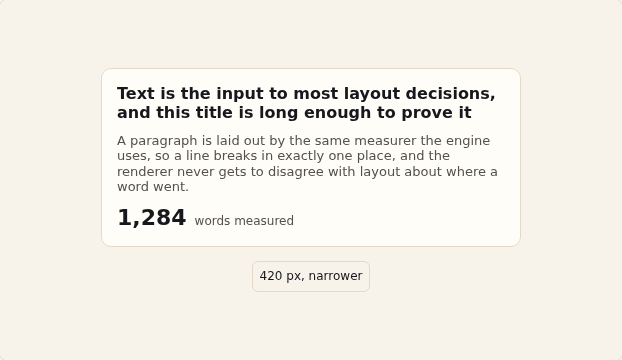 Text is the input to most layout decisions,
and this title is long enough to prove it
A paragraph is laid out by the same measurer the engine
uses, so a line breaks in exactly one place, and the
renderer never gets to disagree with layout about where a
word went.
1,284 words measured
420 px, narrower